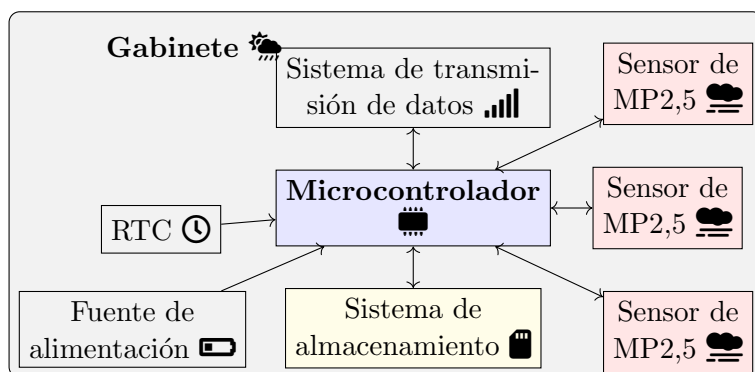 Gabinete
Sistema de transmi-
sión de datos
Sensor de
MP2,5
Microcontrolador
Sensor de
MP2,5
RTC
Fuente de
alimentación
Sistema de
almacenamiento
Sensor de
MP2,5